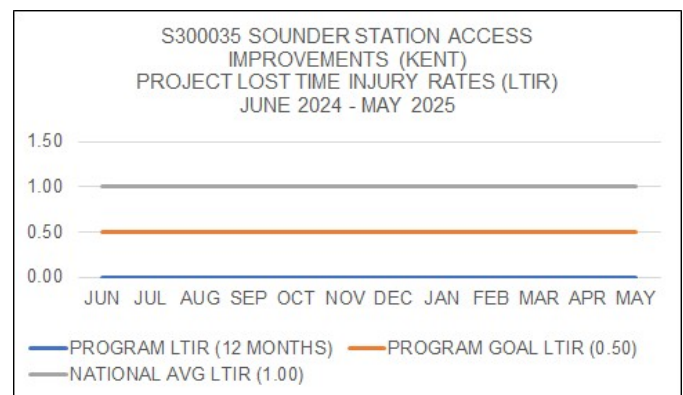 S300035 SOUNDER STATION ACCESS
IMPROVEMENTS (KENT)
PROJECT LOST TIME INJURY RATES (LTIR)
JUNE 2024 - MAY 2025
1.50
1.00
0.50
0.00
JUN JUL AUG SEP OCT NOV DEC JAN FEB MAR APR MAY
PROGRAM LTIR (12 MONTHS) PROGRAM GOAL LTIR (0.50)
NATIONAL AVG LTIR (1.00)